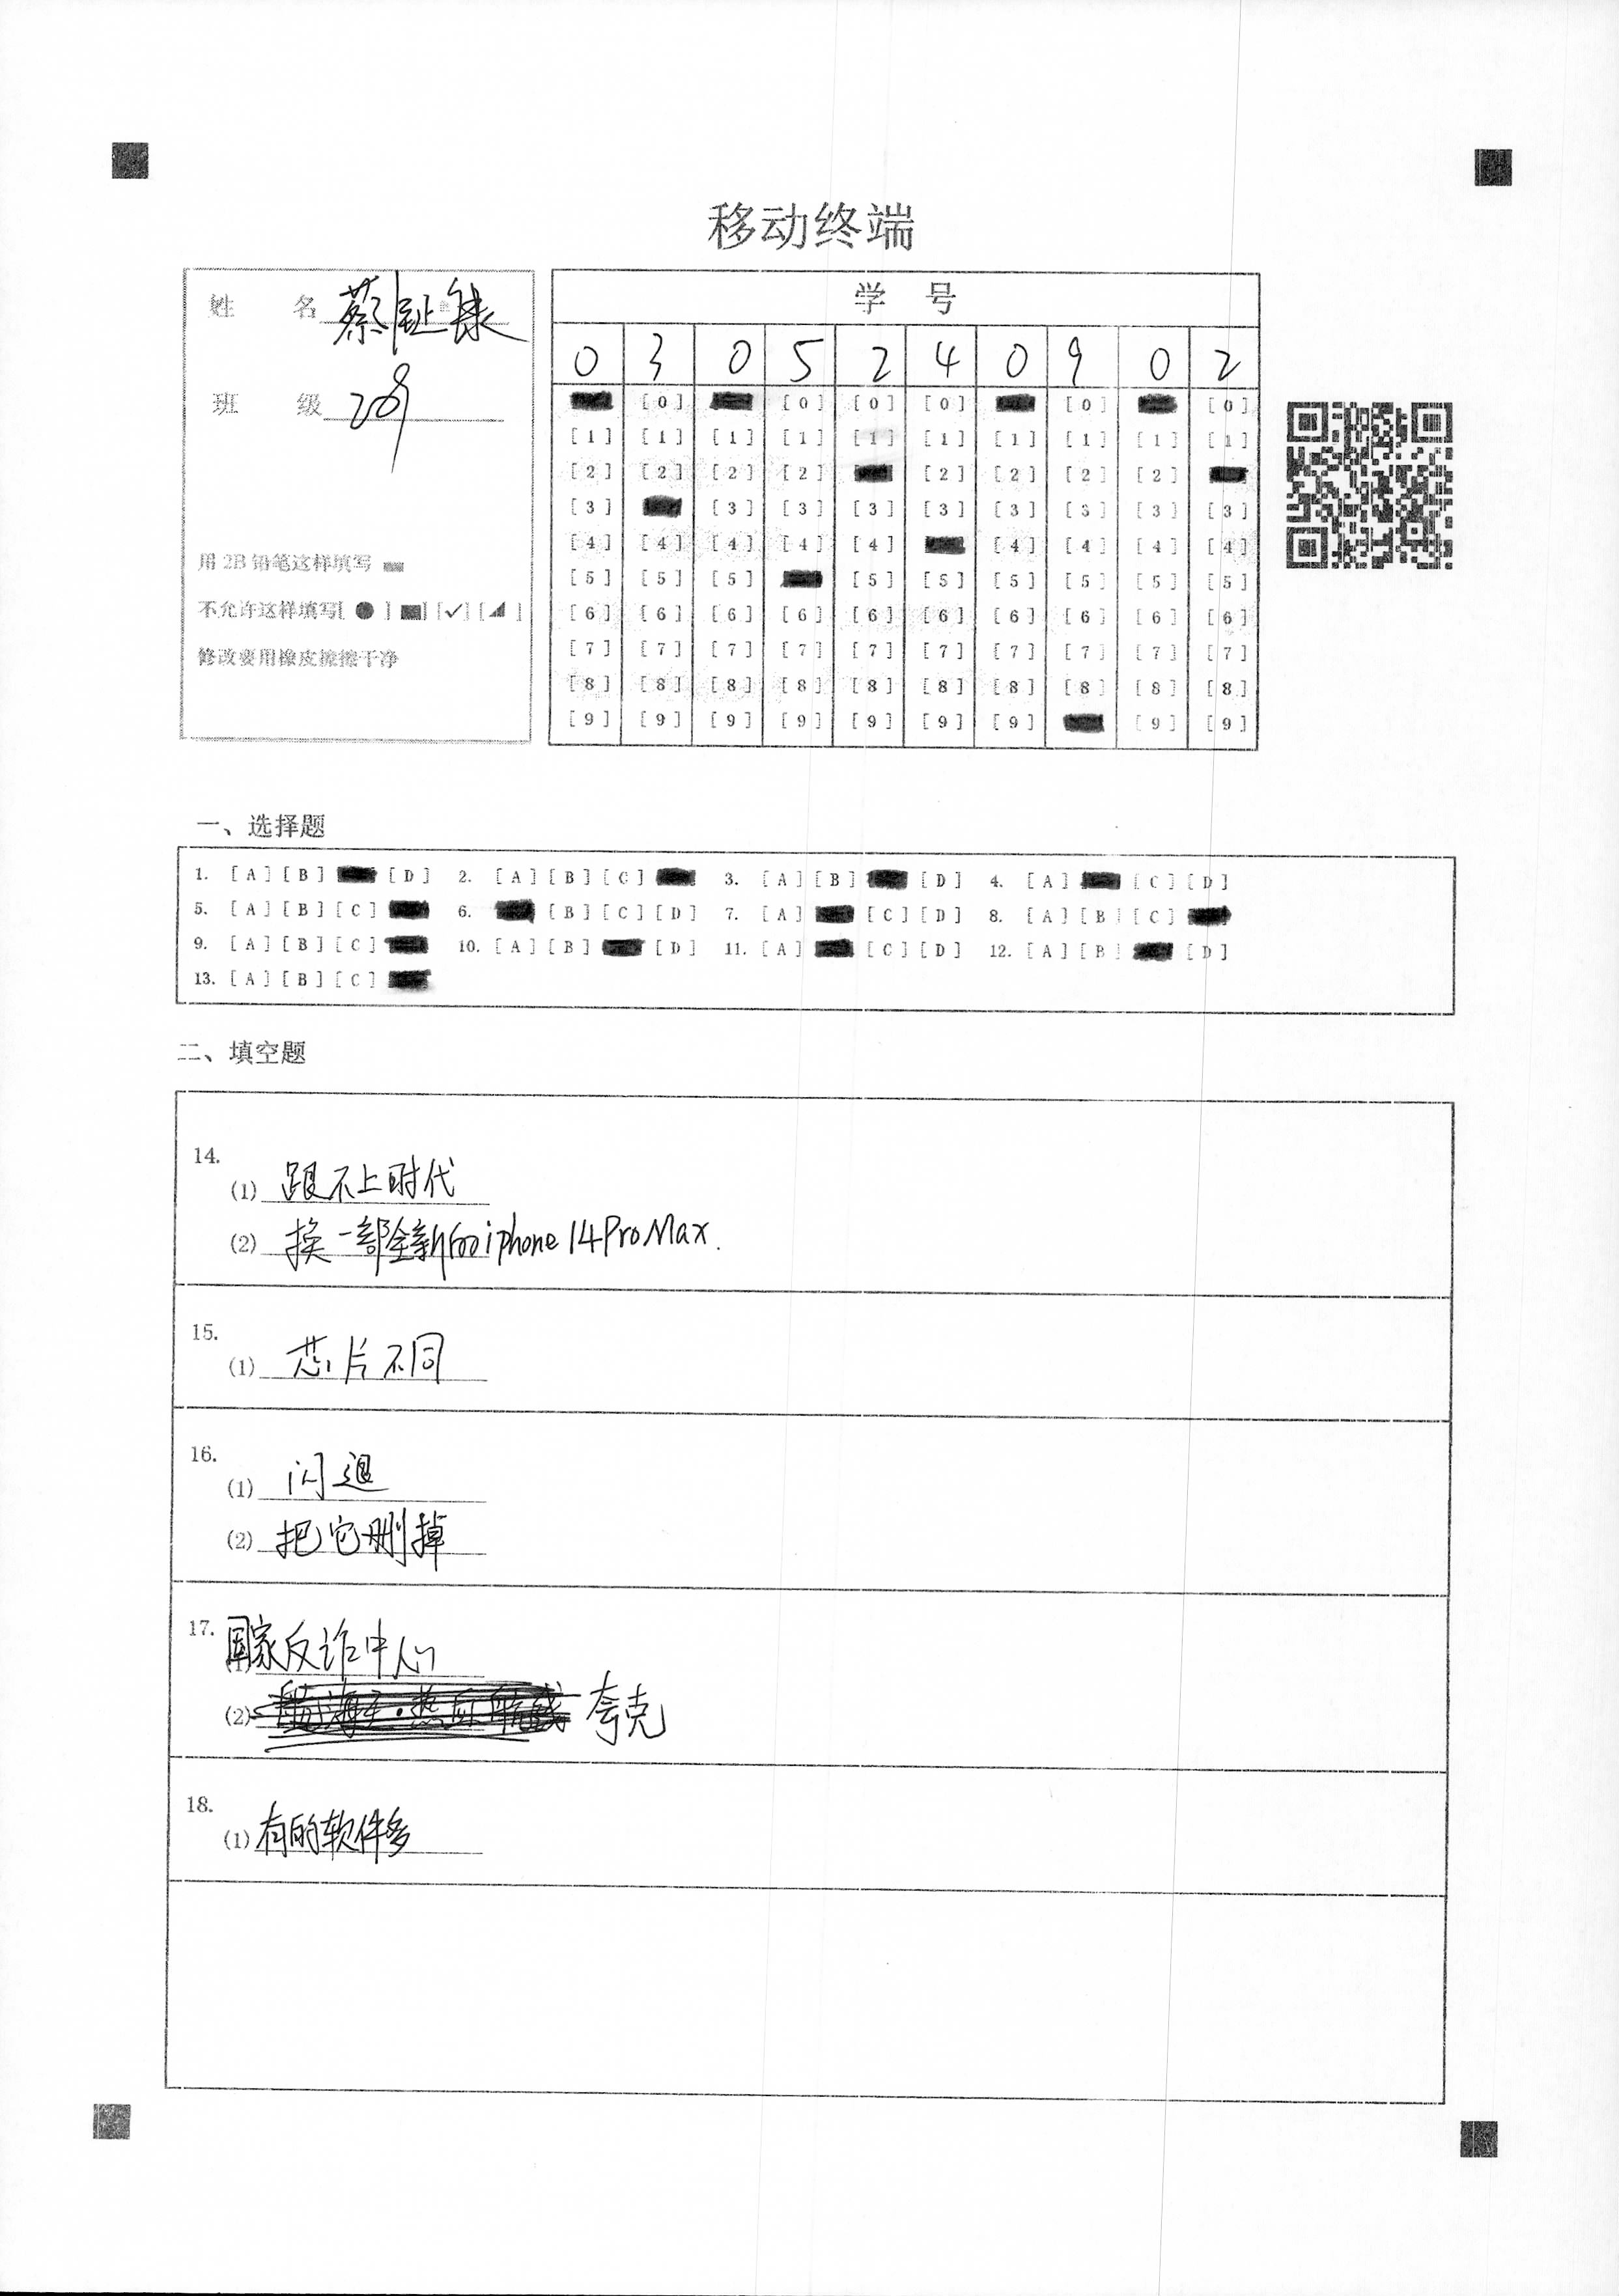 移动终端
姓 名 蔡
班 级 209
用 2B 铅笔这样填写
不允许这样填写[ ● ] [ ■ ] [ ✓ ] [ ◢ ]
修改要用橡皮擦擦干净
学 号
0 3 0 5 2 4 0 9 0 2
[0] [0] [0] [0] [0] [0]
[1] [1] [1] [1] [1] [1] [1] [1] [1] [1]
[2] [2] [2] [2] [2] [2] [2] [2]
[3] [3] [3] [3] [3] [3] [3] [3] [3]
[4] [4] [4] [4] [4] [4] [4] [4] [4]
[5] [5] [5] [5] [5] [5] [5] [5] [5]
[6] [6] [6] [6] [6] [6] [6] [6] [6] [6]
[7] [7] [7] [7] [7] [7] [7] [7] [7] [7]
[8] [8] [8] [8] [8] [8] [8] [8] [8] [8]
[9] [9] [9] [9] [9] [9] [9] [9] [9]
一、选择题
1. [A] [B] [D] 2. [A] [B] [C] 3. [A] [B] [D] 4. [A] [C] [D]
5. [A] [B] [C] 6. [B] [C] [D] 7. [A] [C] [D] 8. [A] [B] [C]
9. [A] [B] [C] 10. [A] [B] [D] 11. [A] [C] [D] 12. [A] [B] [D]
13. [A] [B] [C]
二、填空题
14.
(1) 跟不上时代
(2) 换一部全新的iphone 14 Pro Max.
15.
(1) 芯片不同
16.
(1) 闪退
(2) 把它删掉
17.
(1) 国家反诈中心
(2) 夸克
18.
(1) 有的软件多